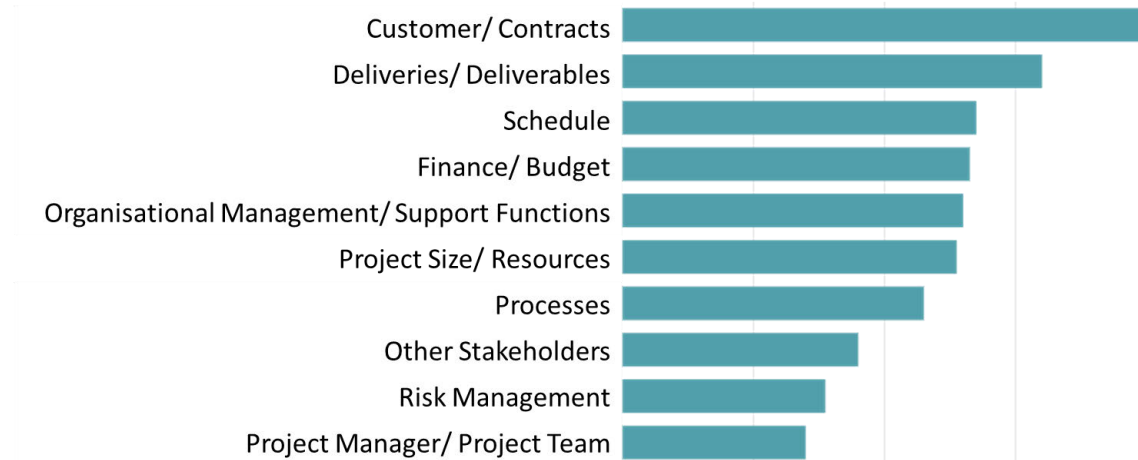 Customer/ Contracts
Deliveries/ Deliverables
Schedule
Finance/ Budget
Organisational Management/ Support Functions
Project Size/ Resources
Processes
Other Stakeholders
Risk Management
Project Manager/ Project Team